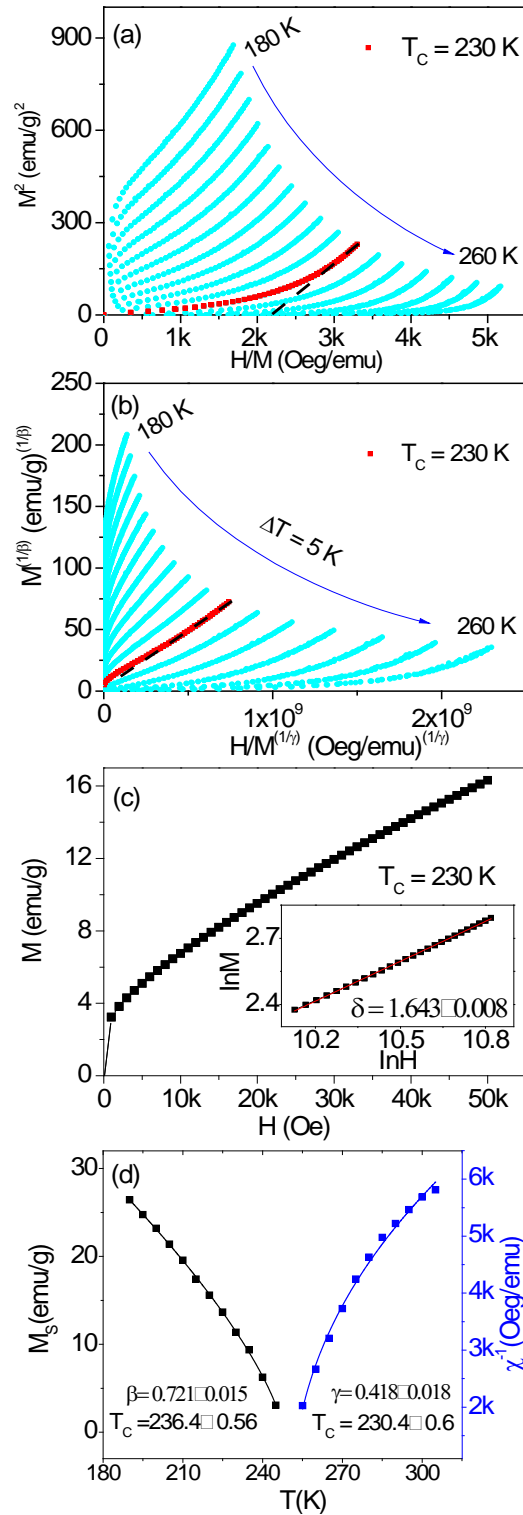 (a)
180 K
T_C = 230 K
260 K
M² (emu/g)²
900
600
300
0
0 1k 2k 3k 4k 5k
H/M (Oeg/emu)
(b)
180 K
T_C = 230 K
ΔT = 5 K
260 K
M^(1/β) (emu/g)^(1/β)
250
200
150
100
50
0
0 1x10⁹ 2x10⁹
H/M^(1/γ) (Oeg/emu)^(1/γ)
(c)
T_C = 230 K
M (emu/g)
16
12
8
4
0
0 10k 20k 30k 40k 50k
H (Oe)
lnM
2.7
2.4
δ = 1.643□0.008
10.2 10.5 10.8
lnH
(d)
M_S(emu/g)
30
20
10
0
β= 0.721□0.015
T_C =236.4□ 0.56
γ= 0.418□0.018
T_C = 230.4□ 0.6
6k
5k
4k
3k
2k
χ⁻¹(Oeg/emu)
180 210 240 270 300
T(K)